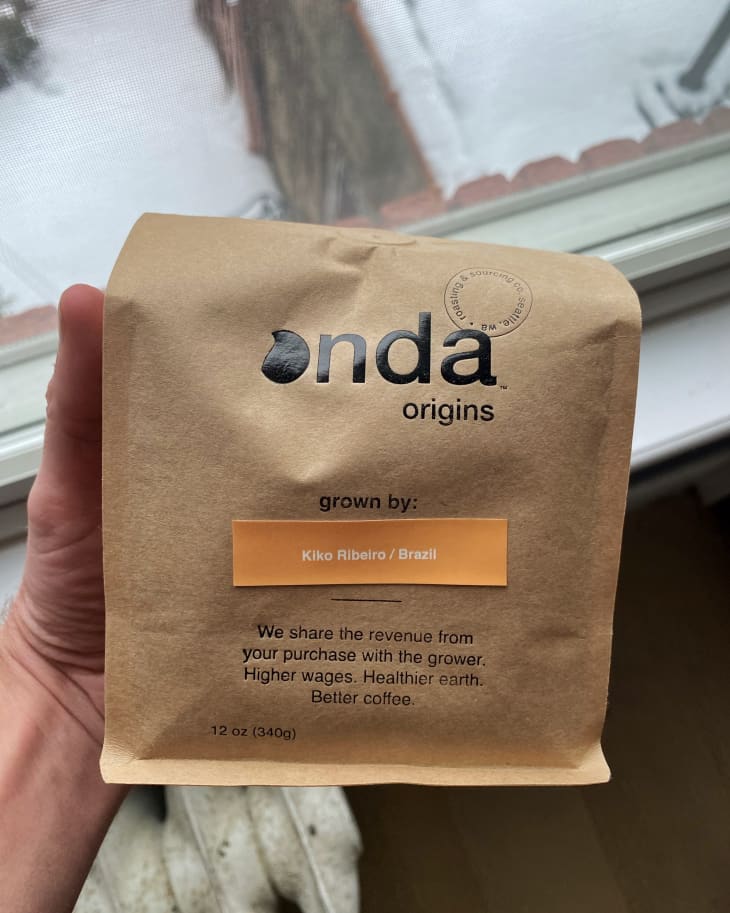 roasting & sourcing co. seattle, wa •
onda™
origins
grown by:
Kiko Ribeiro / Brazil
We share the revenue from
your purchase with the grower.
Higher wages. Healthier earth.
Better coffee.
12 oz (340g)